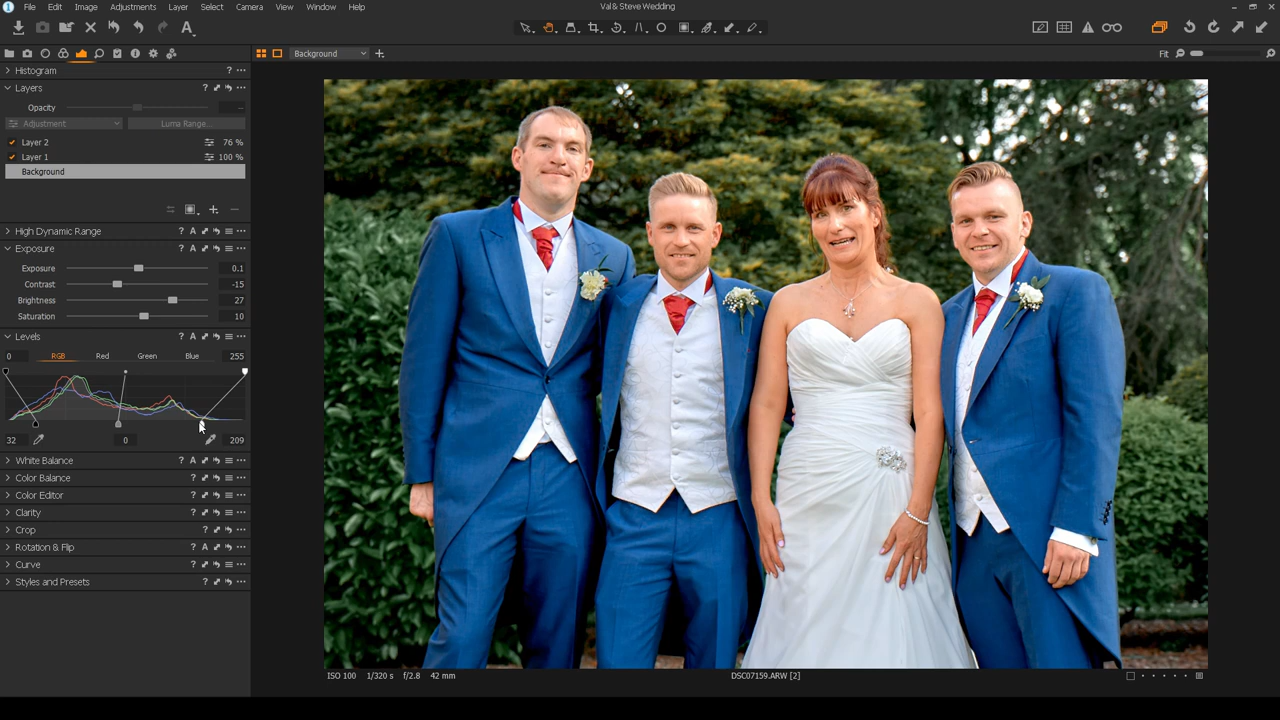 Val & Steve Wedding
File Edit Image Adjustments Layer Select Camera View Window Help
Background
Fit
Histogram
Layers
Opacity
Adjustment Luma Range...
Layer 2 76 %
Layer 1 100 %
Background
High Dynamic Range
Exposure
Exposure 0.1
Contrast -15
Brightness 27
Saturation 10
Levels
0 RGB Red Green Blue 255
32 0 209
White Balance
Color Balance
Color Editor
Clarity
Crop
Rotation & Flip
Curve
Styles and Presets
ISO 100 1/320 s f/2.8 42 mm DSC07159.ARW [2]